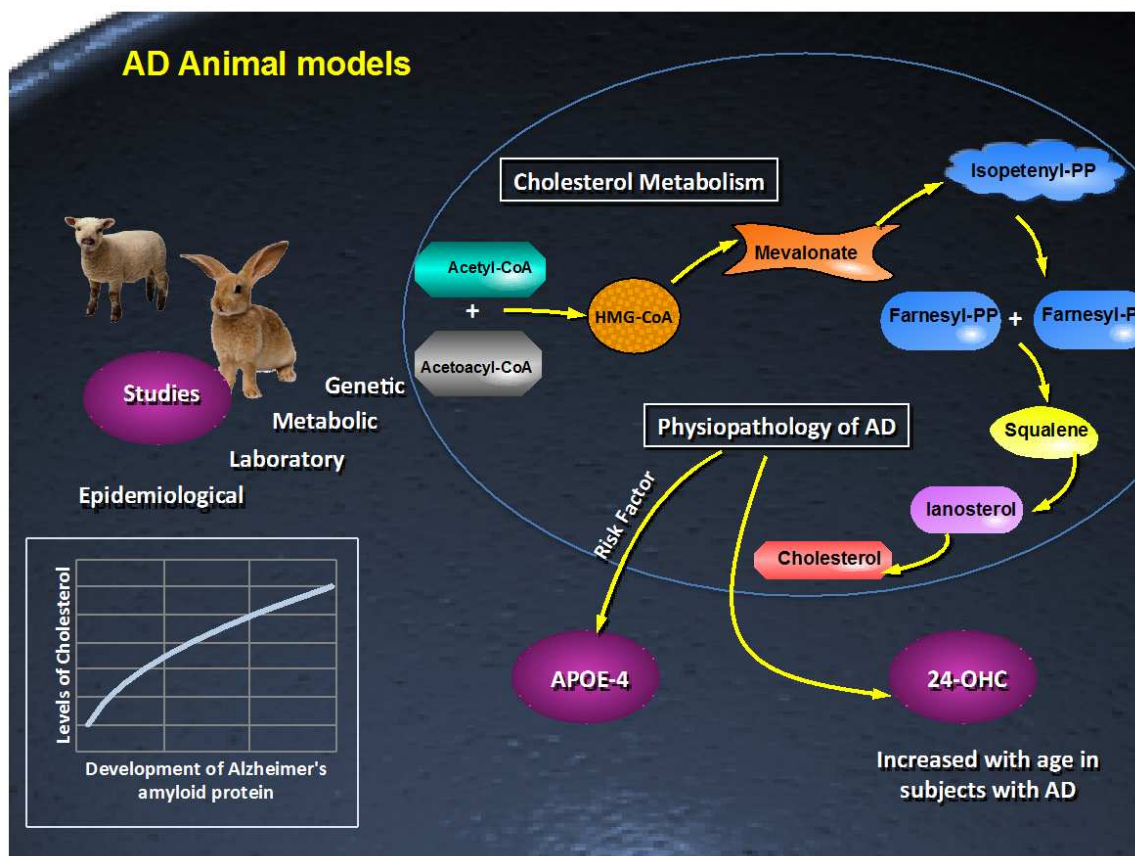 AD Animal models
Cholesterol Metabolism
Isopetenyl-PP
Mevalonate
Acetyl-CoA
+
HMG-CoA
Acetoacyl-CoA
Farnesyl-PP
+
Farnesyl-P
Squalene
lanosterol
Cholesterol
Studies
Genetic
Metabolic
Laboratory
Epidemiological
Physiopathology of AD
Risk Factor
APOE-4
24-OHC
Increased with age in
subjects with AD
Levels of Cholesterol
Development of Alzheimer's
amyloid protein